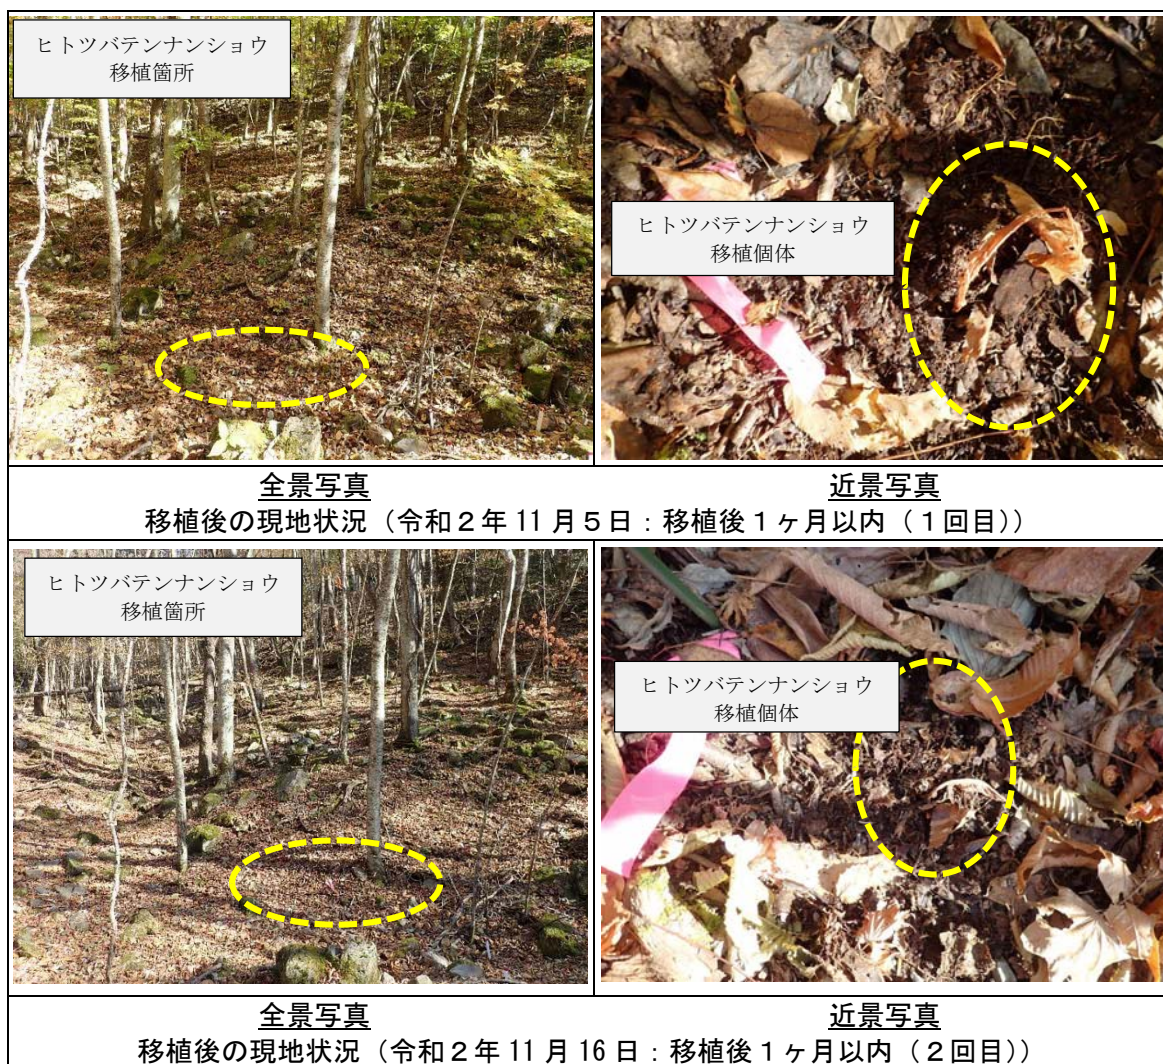 ヒトツバテンナンショウ
移植箇所
ヒトツバテンナンショウ
移植個体
全景写真
近景写真
移植後の現地状況（令和２年 11 月５日：移植後１ヶ月以内（１回目））
ヒトツバテンナンショウ
移植箇所
ヒトツバテンナンショウ
移植個体
全景写真
近景写真
移植後の現地状況（令和２年 11 月 16 日：移植後１ヶ月以内（２回目））